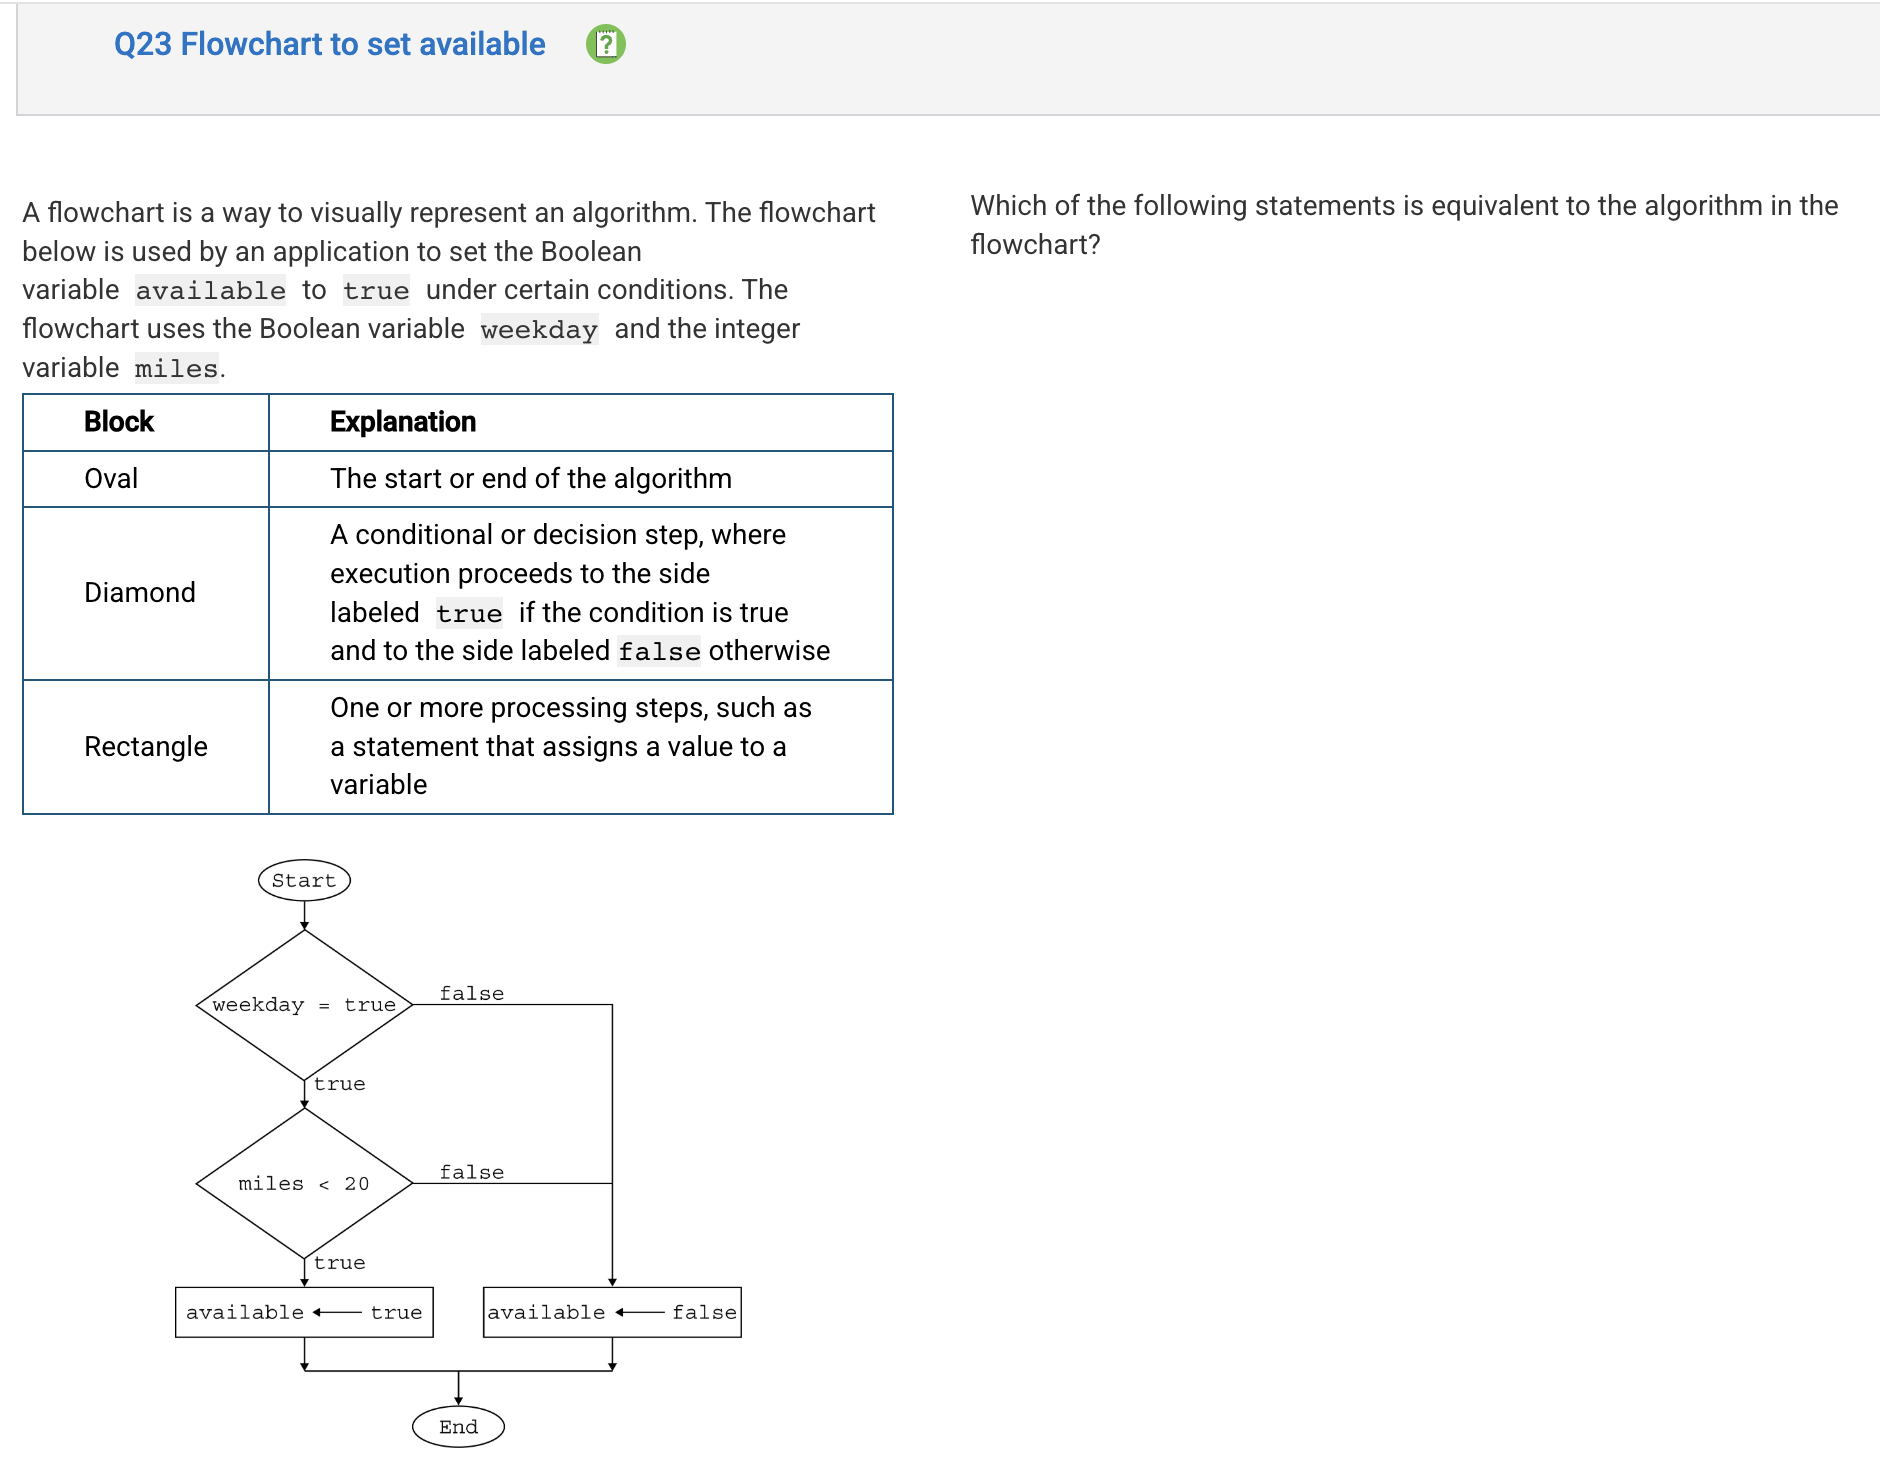 Q23 Flowchart to set available
A flowchart is a way to visually represent an algorithm. The flowchart
below is used by an application to set the Boolean
variable available to true under certain conditions. The
flowchart uses the Boolean variable weekday and the integer
variable miles.
Block Explanation
Oval The start or end of the algorithm
Diamond A conditional or decision step, where
execution proceeds to the side
labeled true if the condition is true
and to the side labeled false otherwise
Rectangle One or more processing steps, such as
a statement that assigns a value to a
variable
Start
weekday = true
false
true
miles < 20
false
true
available ← true
available ← false
End
Which of the following statements is equivalent to the algorithm in the
flowchart?